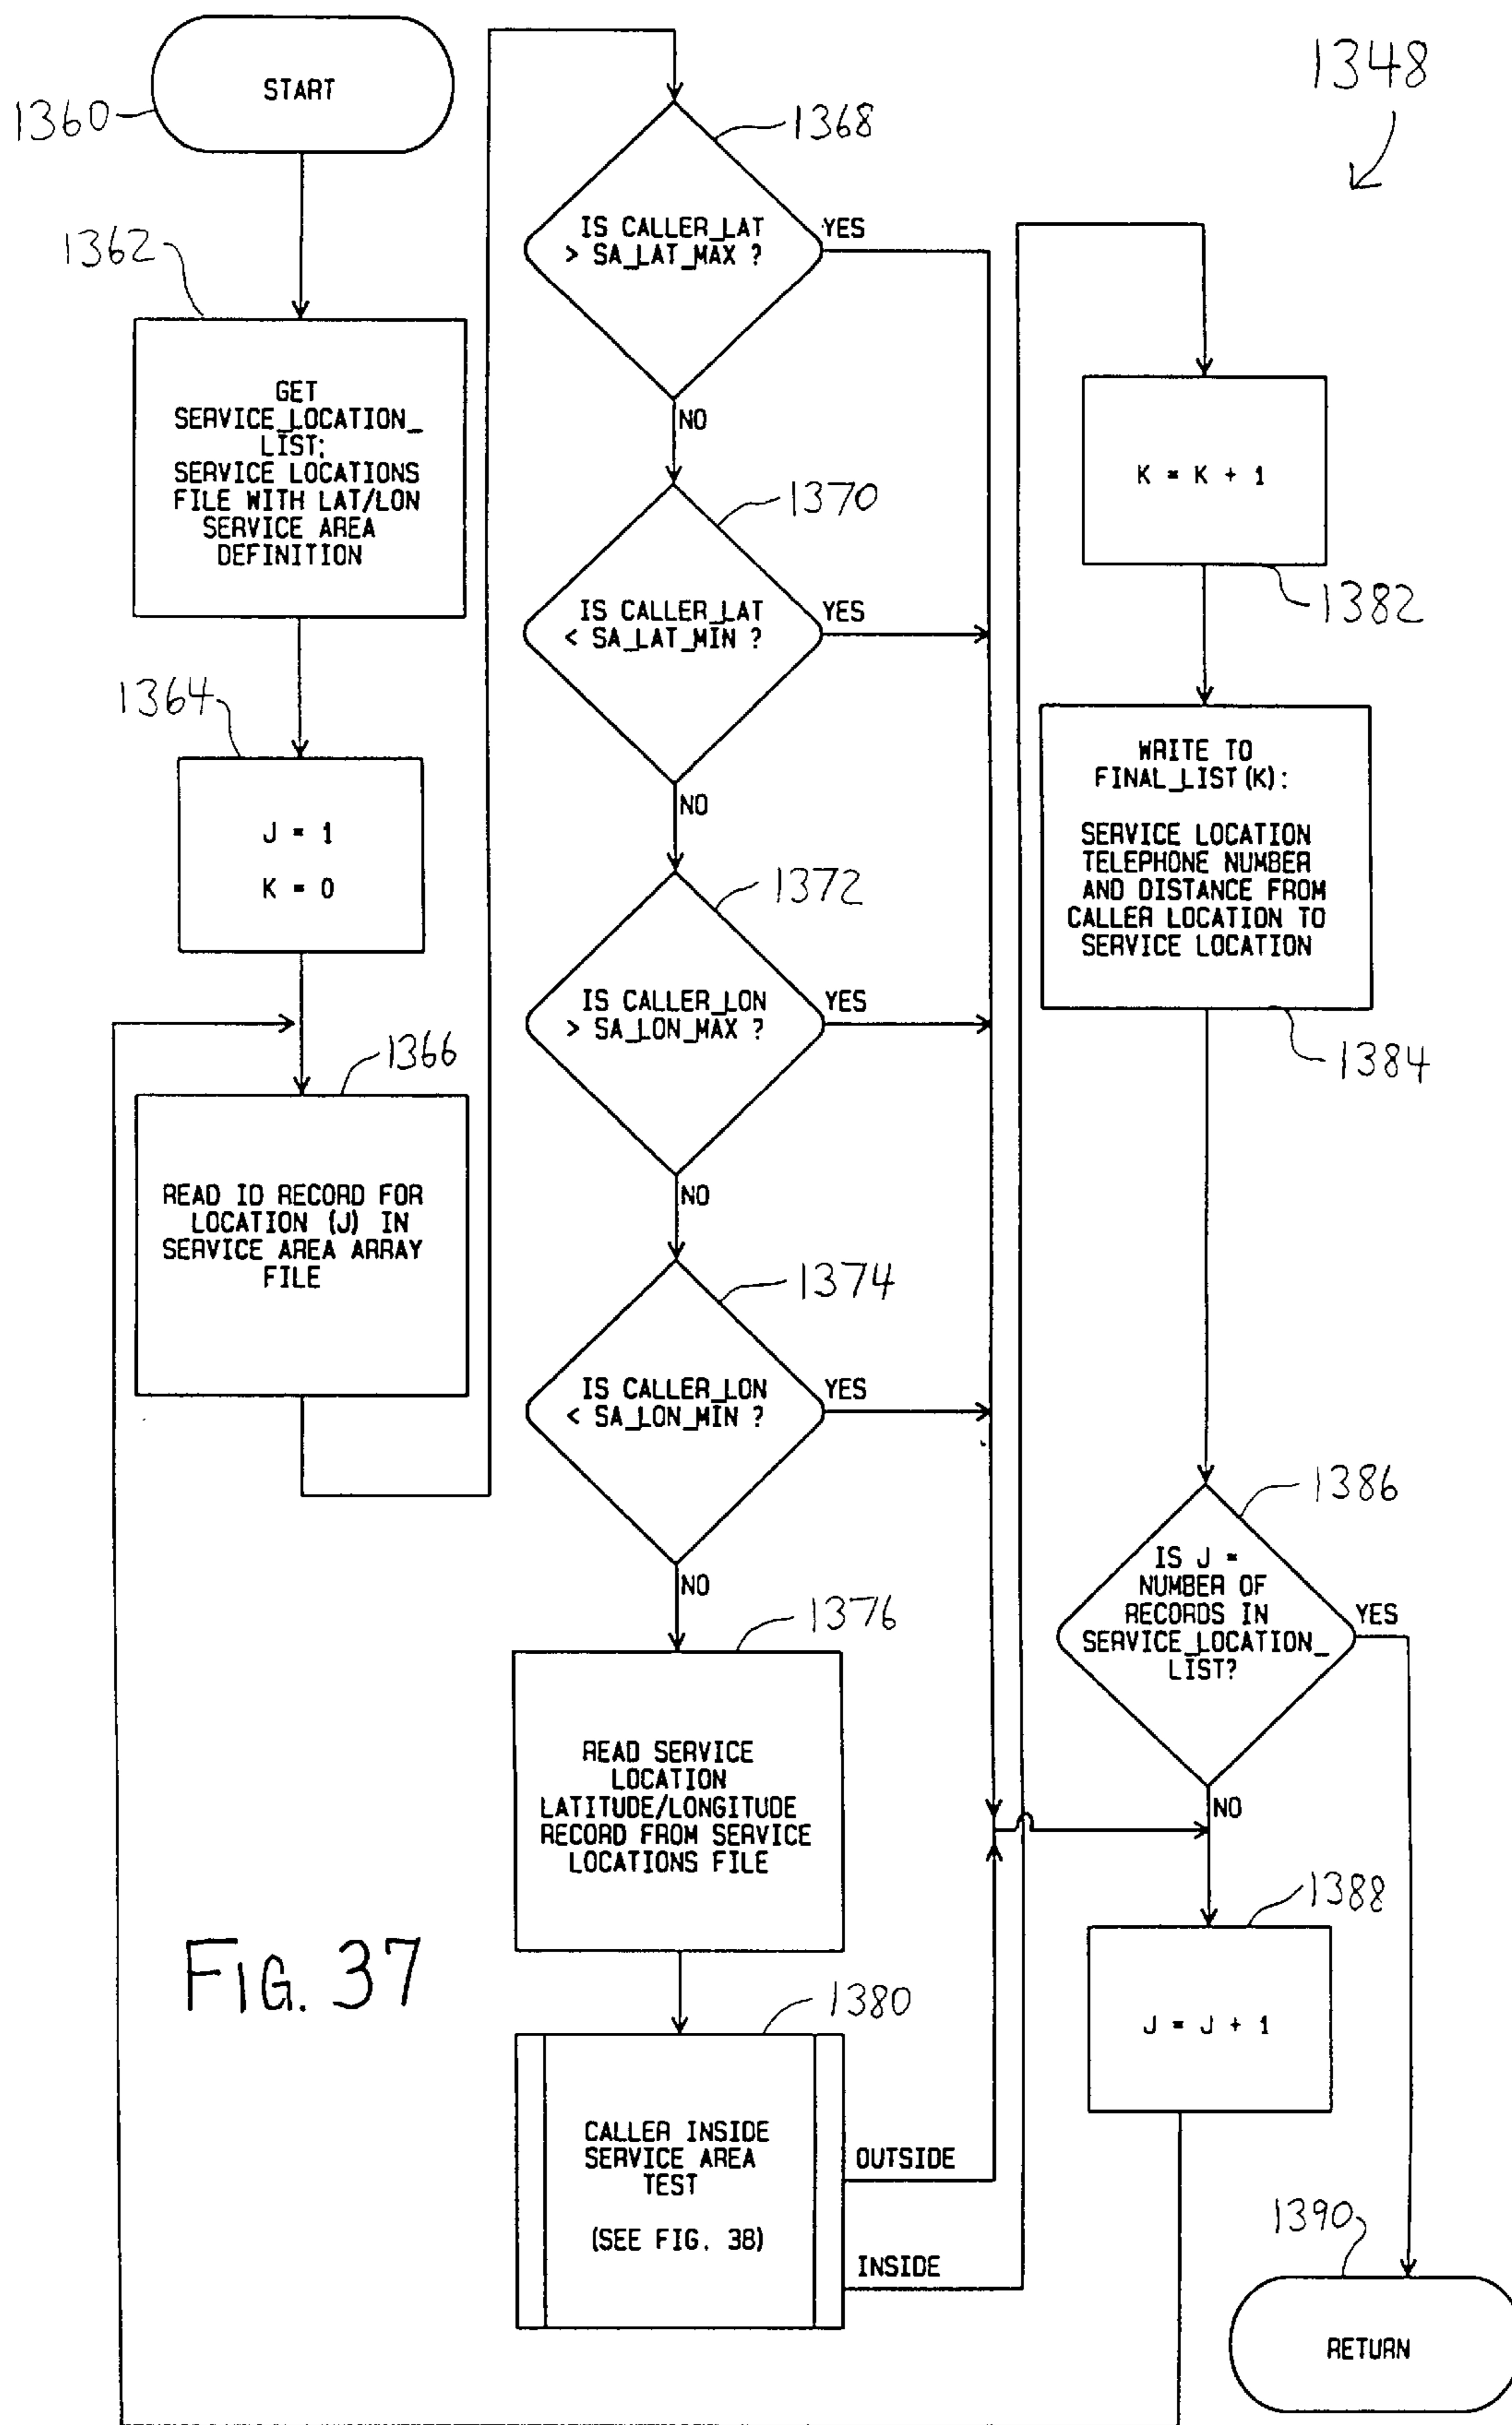 START
1360
1362
GET
SERVICE_LOCATION_
LIST;
SERVICE LOCATIONS
FILE WITH LAT/LON
SERVICE AREA
DEFINITION
1364
J = 1
K = 0
1366
READ ID RECORD FOR
LOCATION (J) IN
SERVICE AREA ARRAY
FILE
1368
IS CALLER_LAT
> SA_LAT_MAX ?
YES
NO
1370
IS CALLER_LAT
< SA_LAT_MIN ?
YES
NO
1372
IS CALLER_LON
> SA_LON_MAX ?
YES
NO
1374
IS CALLER_LON
< SA_LON_MIN ?
YES
NO
1376
READ SERVICE
LOCATION
LATITUDE/LONGITUDE
RECORD FROM SERVICE
LOCATIONS FILE
1380
CALLER INSIDE
SERVICE AREA
TEST
(SEE FIG. 38)
OUTSIDE
INSIDE
1348
K = K + 1
1382
WRITE TO
FINAL_LIST(K):
SERVICE LOCATION
TELEPHONE NUMBER
AND DISTANCE FROM
CALLER LOCATION TO
SERVICE LOCATION
1384
1386
IS J =
NUMBER OF
RECORDS IN
SERVICE_LOCATION_
LIST?
YES
NO
1388
J = J + 1
1390
RETURN
FIG. 37